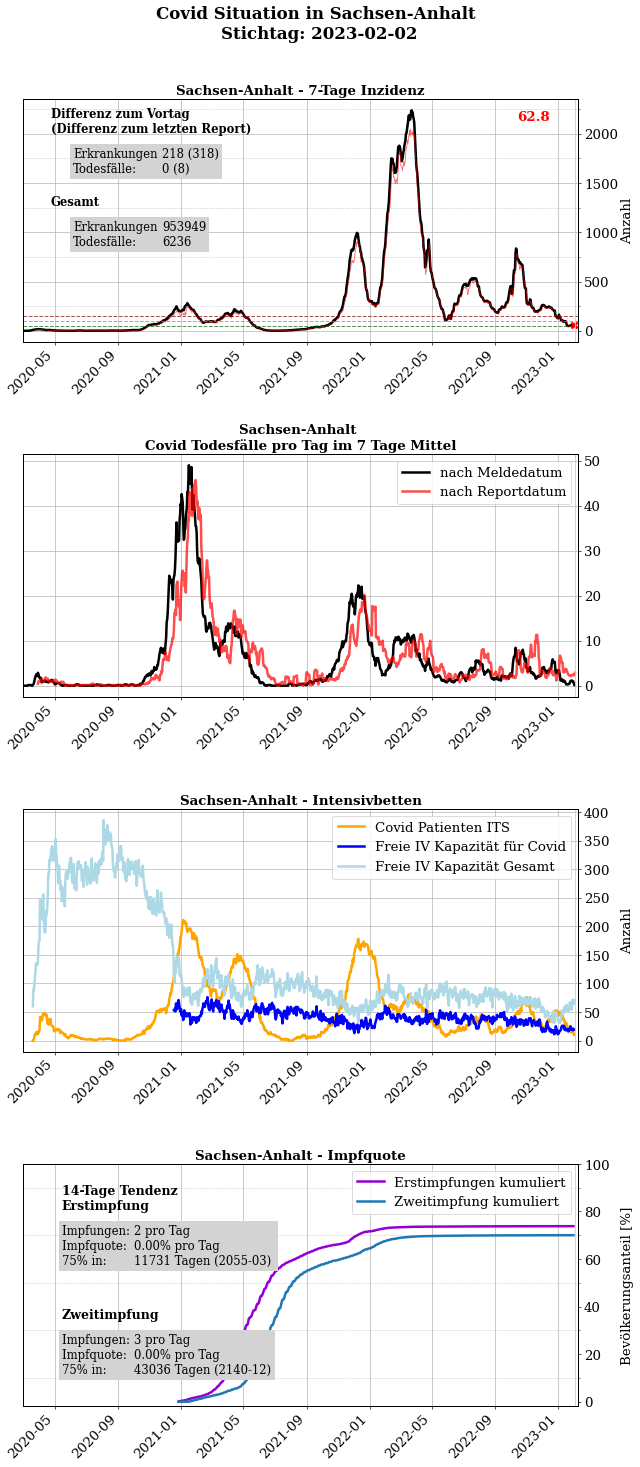 Covid Situation in Sachsen-Anhalt
Stichtag: 2023-02-02
Sachsen-Anhalt - 7-Tage Inzidenz
Differenz zum Vortag
(Differenz zum letzten Report)
Erkrankungen 218 (318)
Todesfälle: 0 (8)
Gesamt
Erkrankungen 953949
Todesfälle: 6236
62.8
2000
1500
1000
500
0
Anzahl
2020-05 2020-09 2021-01 2021-05 2021-09 2022-01 2022-05 2022-09 2023-01
Sachsen-Anhalt
Covid Todesfälle pro Tag im 7 Tage Mittel
nach Meldedatum
nach Reportdatum
50
40
30
20
10
0
2020-05 2020-09 2021-01 2021-05 2021-09 2022-01 2022-05 2022-09 2023-01
Sachsen-Anhalt - Intensivbetten
Covid Patienten ITS
Freie IV Kapazität für Covid
Freie IV Kapazität Gesamt
400
350
300
250
200
150
100
50
0
Anzahl
2020-05 2020-09 2021-01 2021-05 2021-09 2022-01 2022-05 2022-09 2023-01
Sachsen-Anhalt - Impfquote
14-Tage Tendenz
Erstimpfung
Impfungen: 2 pro Tag
Impfquote: 0.00% pro Tag
75% in: 11731 Tagen (2055-03)
Zweitimpfung
Impfungen: 3 pro Tag
Impfquote: 0.00% pro Tag
75% in: 43036 Tagen (2140-12)
Erstimpfungen kumuliert
Zweitimpfung kumuliert
100
80
60
40
20
0
Bevölkerungsanteil [%]
2020-05 2020-09 2021-01 2021-05 2021-09 2022-01 2022-05 2022-09 2023-01